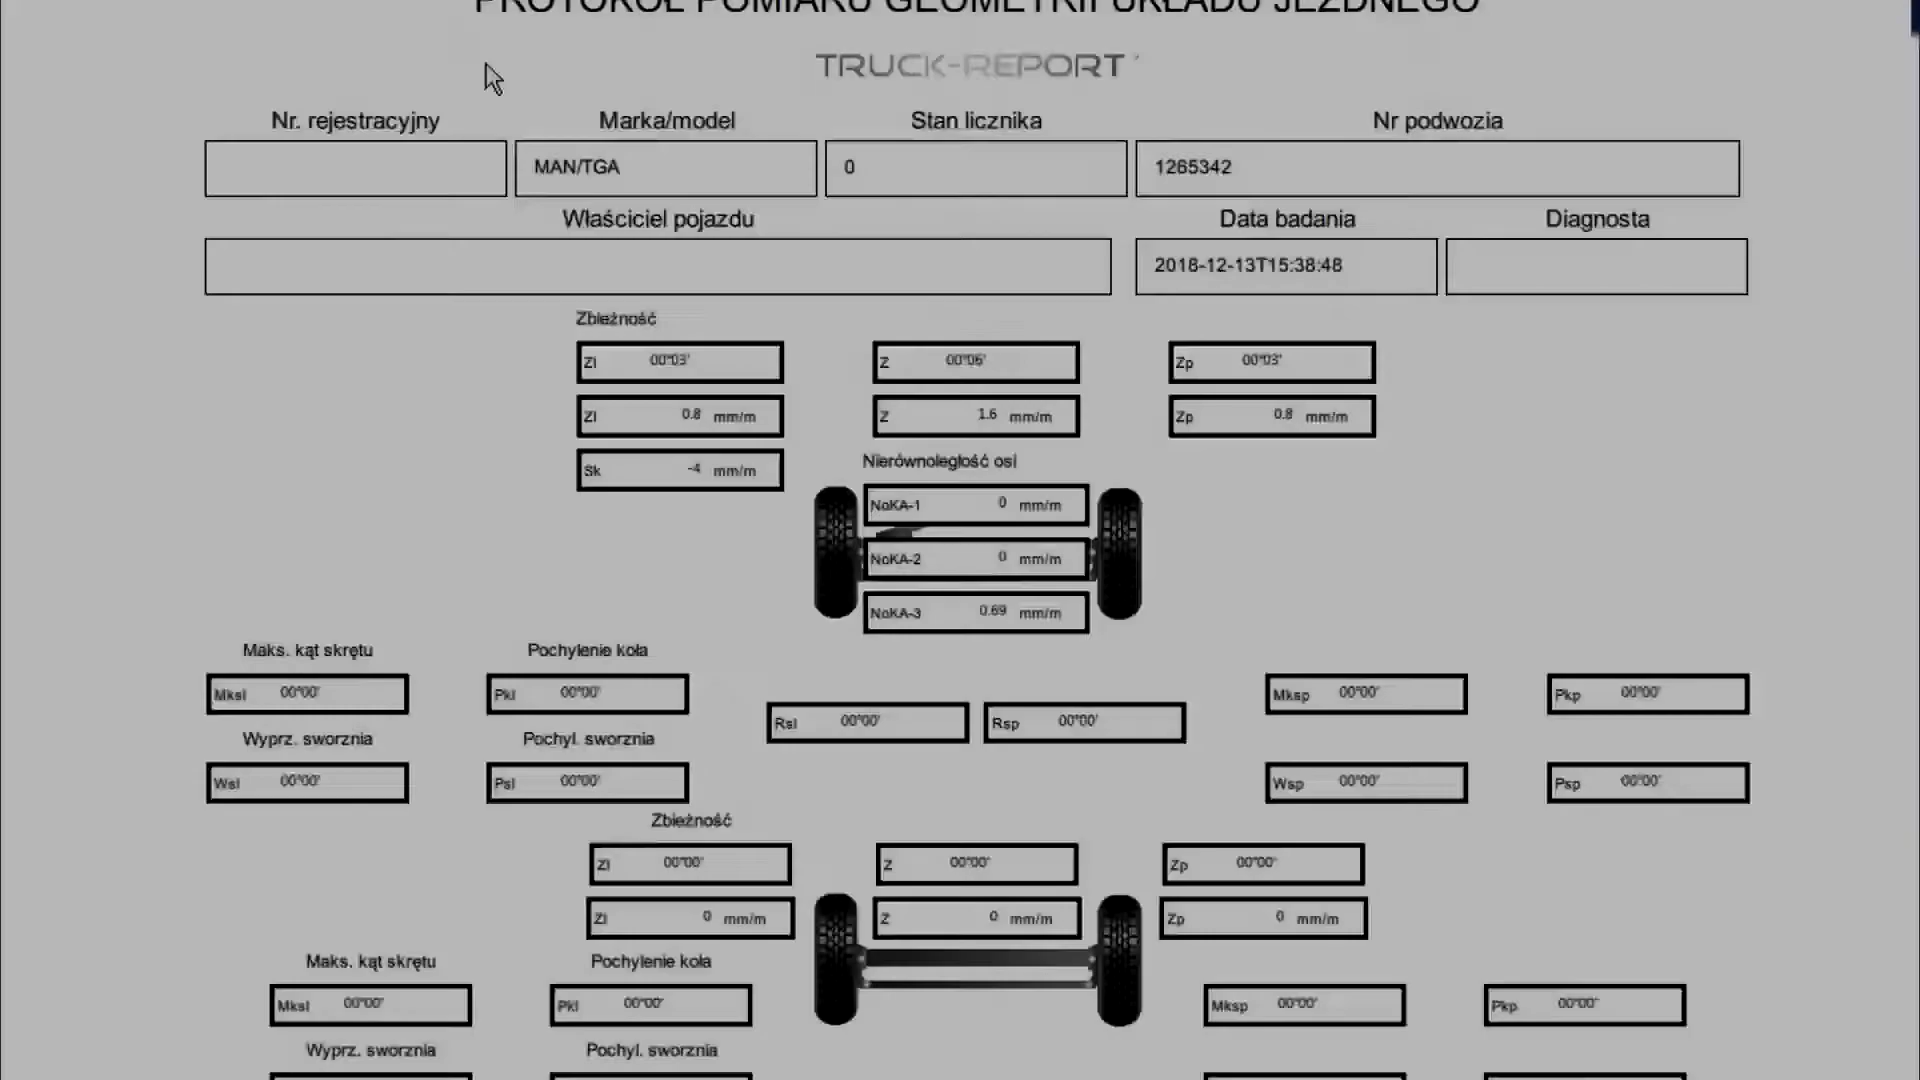 PROTOKÓŁ POMIARU GEOMETRII UKŁADU JEZDNEGO
TRUCK-REPORT
Nr. rejestracyjny Marka/model Stan licznika Nr podwozia
MAN/TGA 0 1265342
Właściciel pojazdu Data badania Diagnosta
2018-12-13T15:38:48
Zbieżność
Zl 00°03' Z 00°06' Zp 00°03'
Zl 0.8 mm/m Z 1.6 mm/m Zp 0.8 mm/m
Sk -4 mm/m
Nierównoległość osi
NoKA-1 0 mm/m
NoKA-2 0 mm/m
NoKA-3 0.69 mm/m
Maks. kąt skrętu Pochylenie koła
Mksl 00°00' Pkl 00°00' Mksp 00°00' Pkp 00°00'
Rsl 00°00' Rsp 00°00'
Wyprz. sworznia Pochyl. sworznia
Wsl 00°00' Psl 00°00' Wsp 00°00' Psp 00°00'
Zbieżność
Zl 00°00' Z 00°00' Zp 00°00'
Zl 0 mm/m Z 0 mm/m Zp 0 mm/m
Maks. kąt skrętu Pochylenie koła
Mksl 00°00' Pkl 00°00' Mksp 00°00' Pkp 00°00'
Wyprz. sworznia Pochyl. sworznia